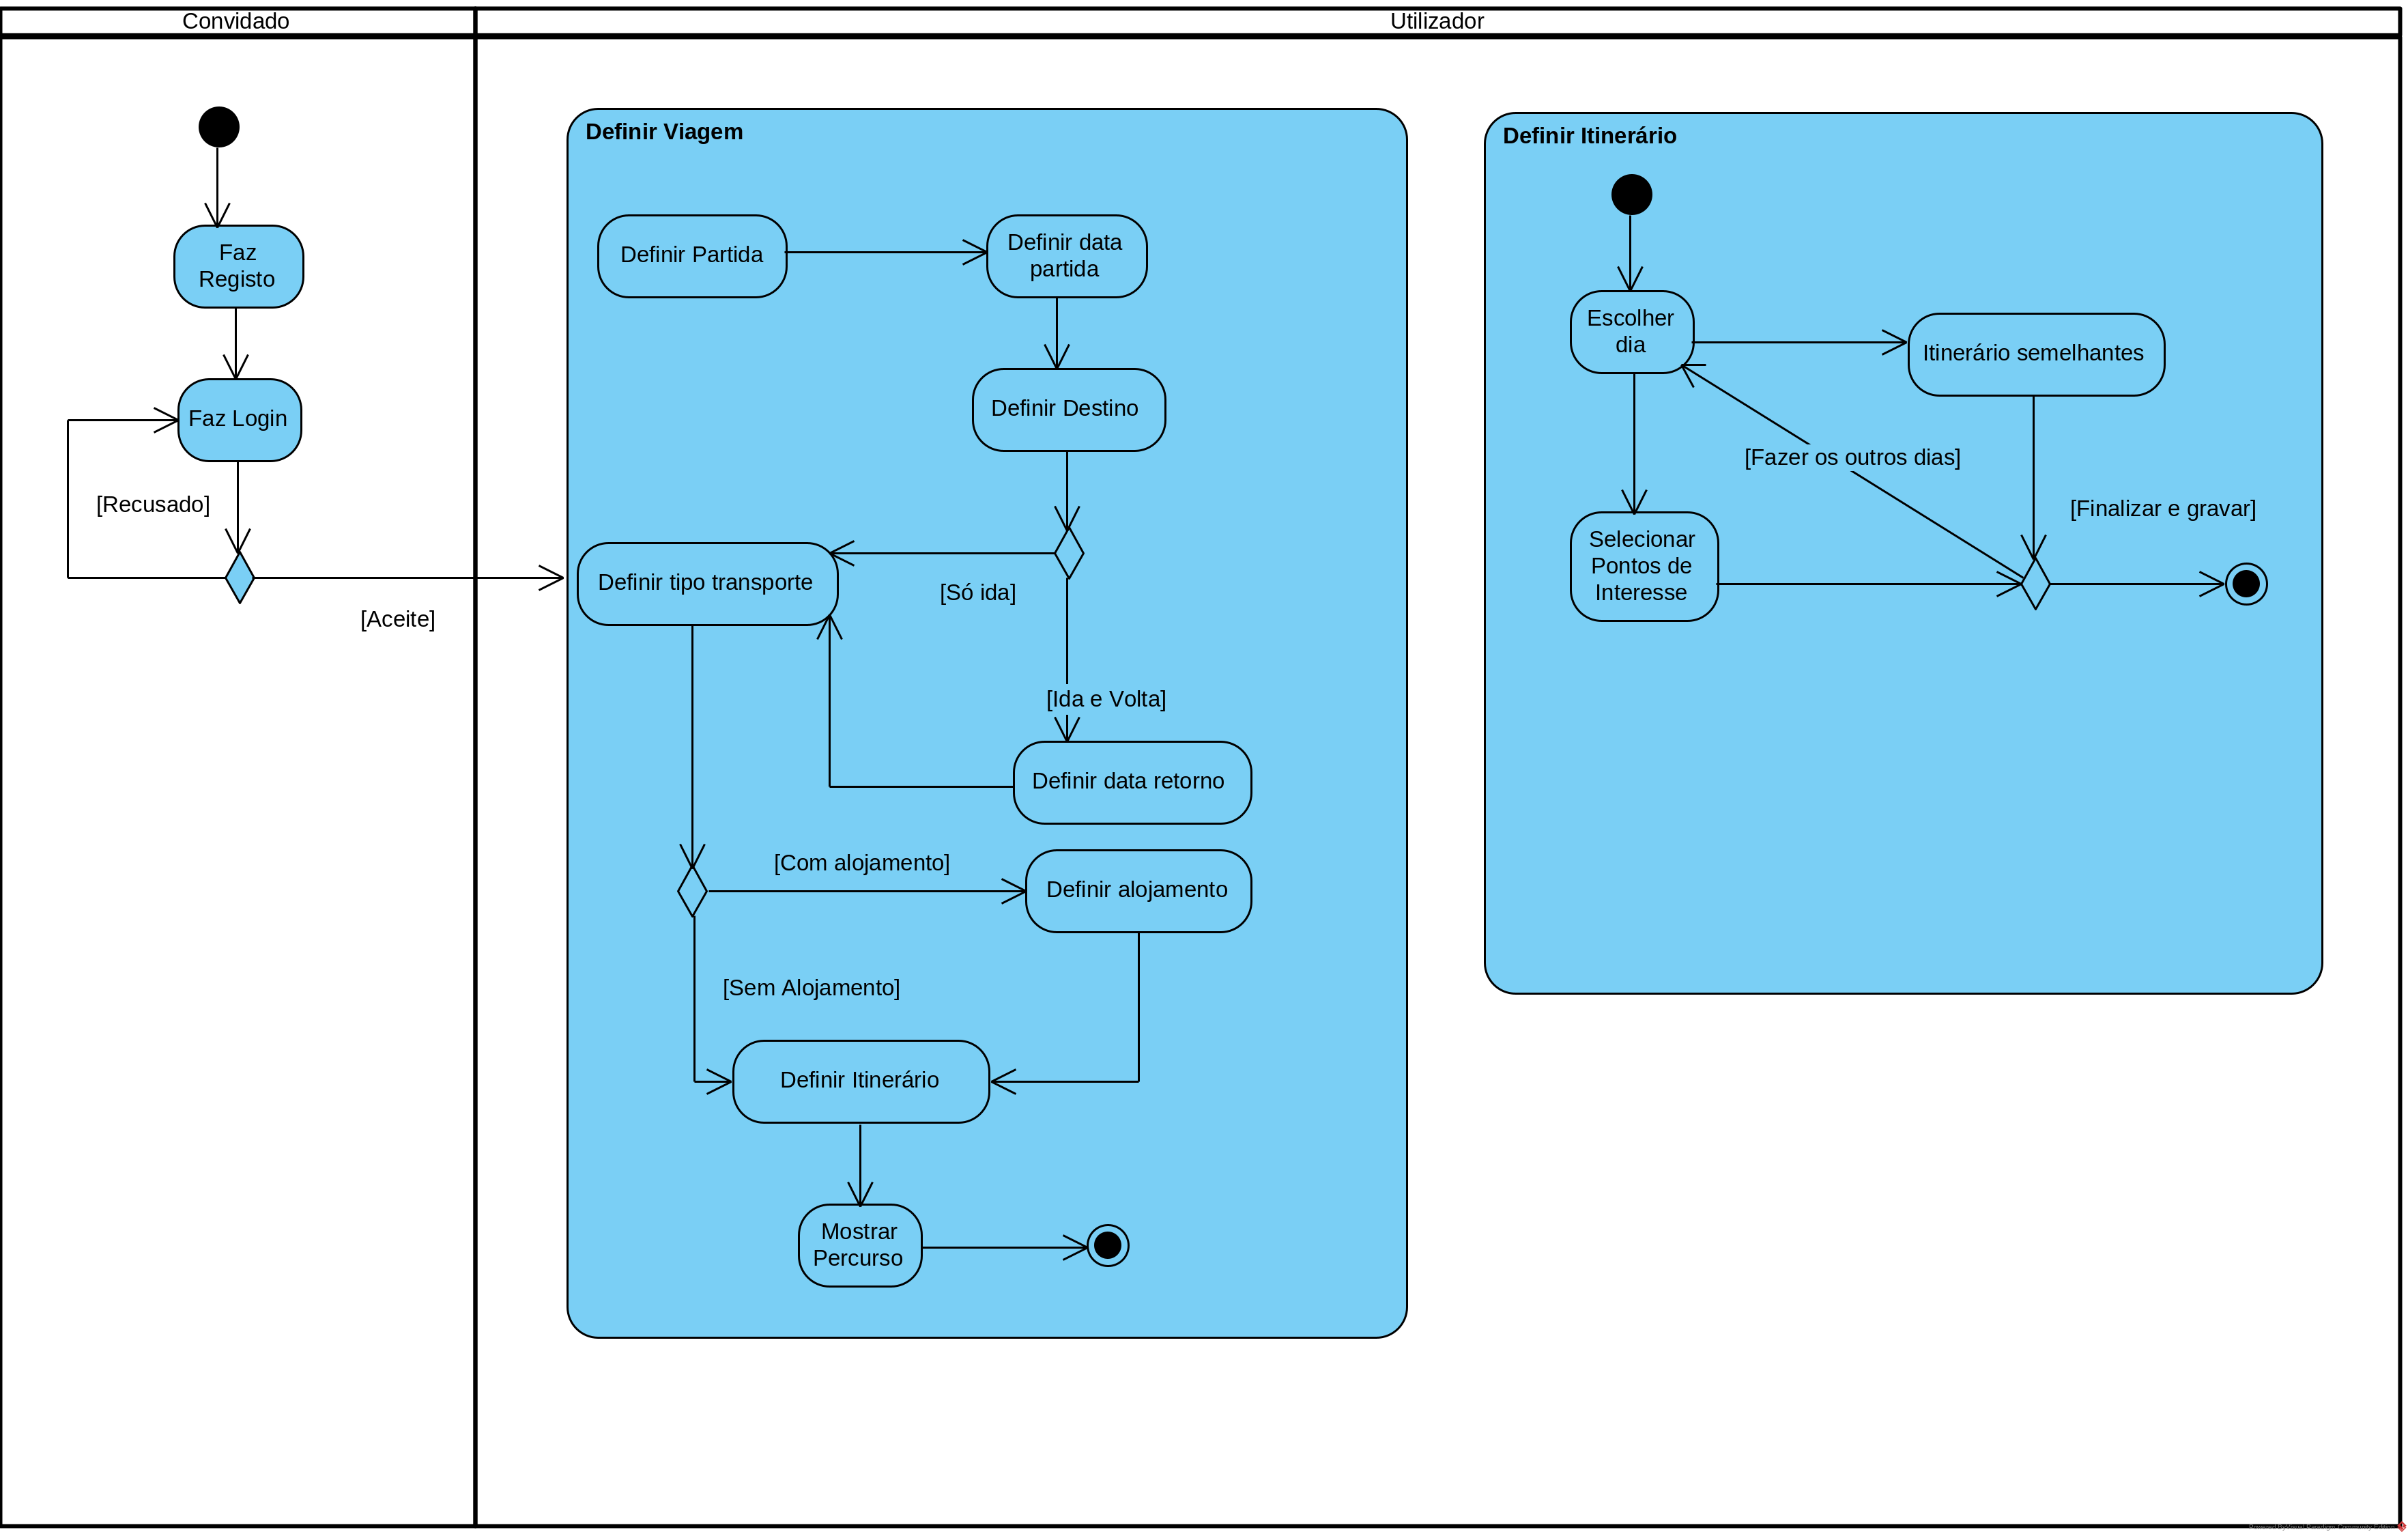 Convidado
Utilizador
Faz
Registo
Faz Login
[Recusado]
[Aceite]
Definir Viagem
Definir Partida
Definir data
partida
Definir Destino
[Só ida]
Definir tipo transporte
[Ida e Volta]
Definir data retorno
[Com alojamento]
Definir alojamento
[Sem Alojamento]
Definir Itinerário
Mostrar
Percurso
Definir Itinerário
Escolher
dia
Itinerário semelhantes
[Fazer os outros dias]
[Finalizar e gravar]
Selecionar
Pontos de
Interesse